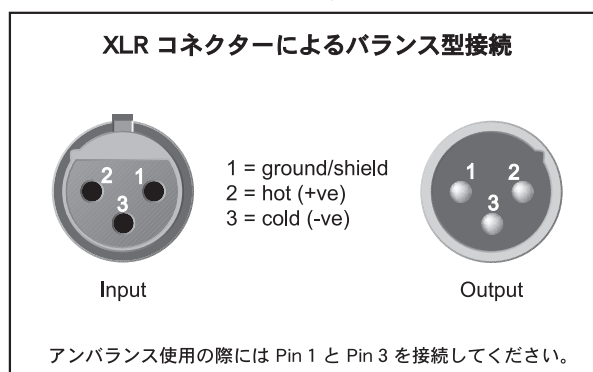 XLR コネクターによるバランス型接続
2 1
3
1 = ground/shield
2 = hot (+ve)
3 = cold (-ve)
1 2
3
Input
Output
アンバランス使用の際には Pin 1 と Pin 3 を接続してください。